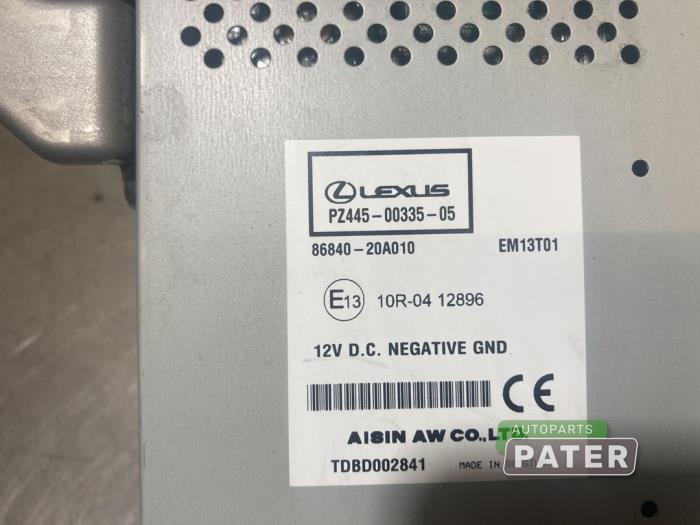 LEXUS
PZ445-00335-05
86840-20A010 EM13T01
E13 10R-04 12896
12V D.C. NEGATIVE GND
CE
AISIN AW CO.,LTD.
TDBD002841 MADE IN
AUTOPARTS
PATER